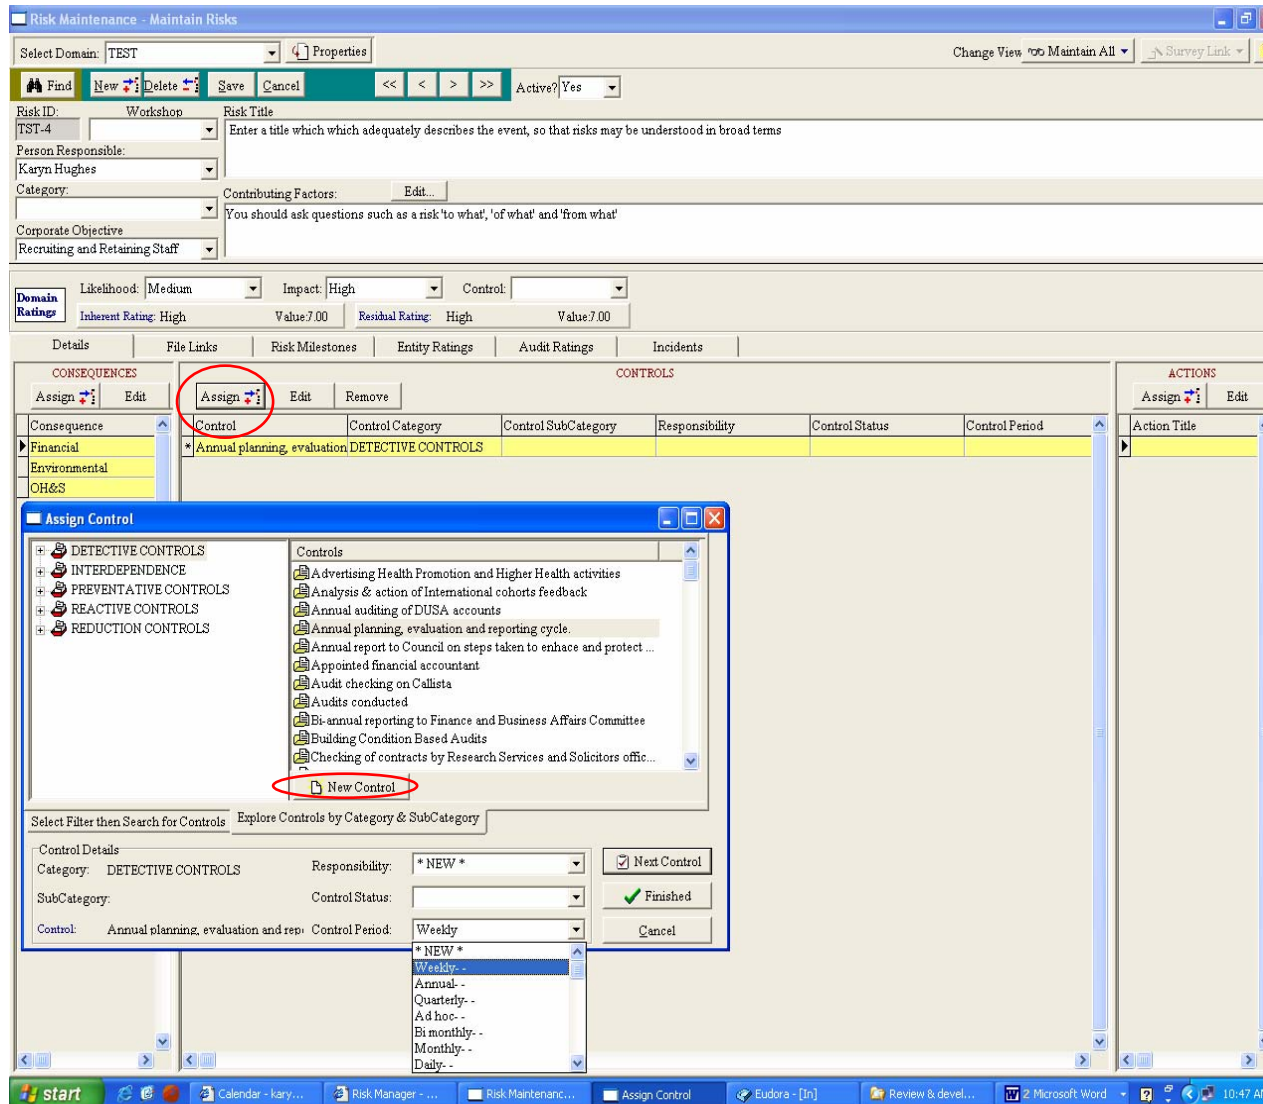 Risk Maintenance - Maintain Risks
Select Domain: TEST Properties Change View Maintain All Survey Link
Find New Delete Save Cancel << < > >> Active? Yes
Risk ID: Workshop Risk Title
TST-4 Enter a title which which adequately describes the event, so that risks may be understood in broad terms
Person Responsible:
Karyn Hughes
Category: Contributing Factors: Edit...
You should ask questions such as a risk 'to what', 'of what' and 'from what'
Corporate Objective
Recruiting and Retaining Staff
Domain Ratings Likelihood: Medium Impact: High Control:
Inherent Rating: High Value:7.00 Residual Rating: High Value:7.00
Details File Links Risk Milestones Entity Ratings Audit Ratings Incidents
CONSEQUENCES CONTROLS ACTIONS
Assign Edit Assign Edit Remove Assign Edit
Consequence Control Control Category Control SubCategory Responsibility Control Status Control Period Action Title
Financial * Annual planning, evaluation DETECTIVE CONTROLS
Environmental
OH&S
Assign Control
DETECTIVE CONTROLS
INTERDEPENDENCE
PREVENTATIVE CONTROLS
REACTIVE CONTROLS
REDUCTION CONTROLS
Controls
Advertising Health Promotion and Higher Health activities
Analysis & action of International cohorts feedback
Annual auditing of DUSA accounts
Annual planning, evaluation and reporting cycle.
Annual report to Council on steps taken to enhace and protect ...
Appointed financial accountant
Audit checking on Callista
Audits conducted
Bi-annual reporting to Finance and Business Affairs Committee
Building Condition Based Audits
Checking of contracts by Research Services and Solicitors offic...
New Control
Select Filter then Search for Controls Explore Controls by Category & SubCategory
Control Details
Category: DETECTIVE CONTROLS Responsibility: * NEW * Next Control
SubCategory: Control Status: Finished
Control: Annual planning, evaluation and rep Control Period: Weekly Cancel
* NEW *
Weekly- -
Annual- -
Quarterly- -
Ad hoc- -
Bi monthly- -
Monthly- -
Daily- -
start Calendar - kary... Risk Manager - ... Risk Maintenanc... Assign Control Eudora - [In] Review & devel... 2 Microsoft Word 10:47 AM